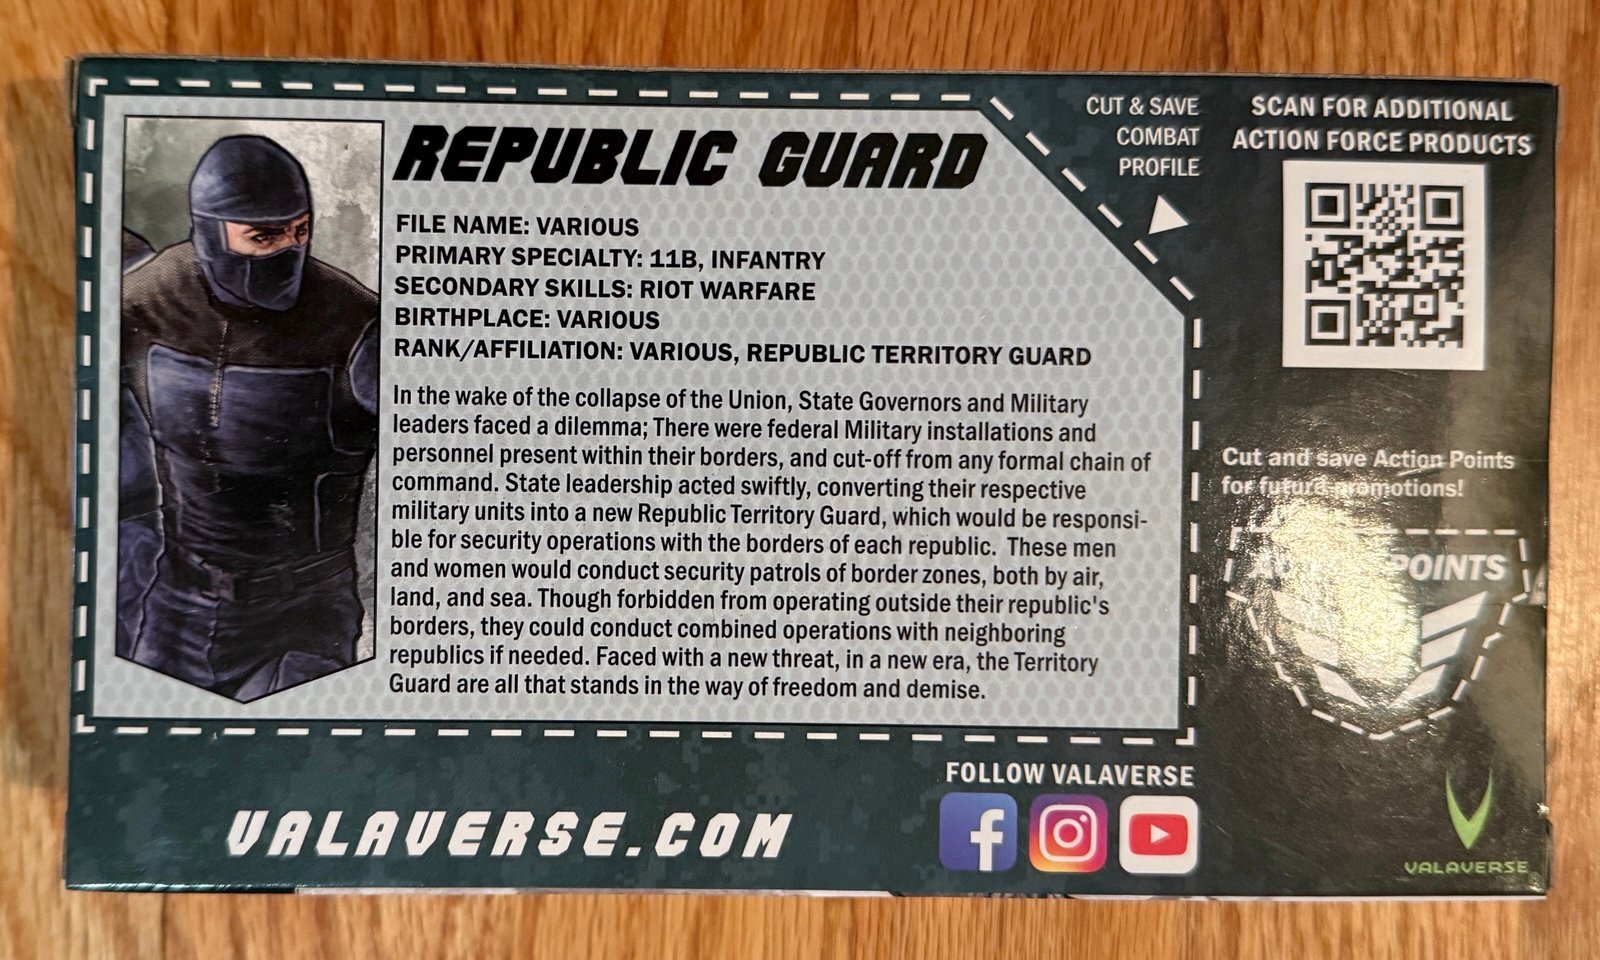 REPUBLIC GUARD
FILE NAME: VARIOUS
PRIMARY SPECIALTY: 11B, INFANTRY
SECONDARY SKILLS: RIOT WARFARE
BIRTHPLACE: VARIOUS
RANK/AFFILIATION: VARIOUS, REPUBLIC TERRITORY GUARD
In the wake of the collapse of the Union, State Governors and Military
leaders faced a dilemma; There were federal Military installations and
personnel present within their borders, and cut-off from any formal chain of
command. State leadership acted swiftly, converting their respective
military units into a new Republic Territory Guard, which would be responsi-
ble for security operations with the borders of each republic. These men
and women would conduct security patrols of border zones, both by air,
land, and sea. Though forbidden from operating outside their republic's
borders, they could conduct combined operations with neighboring
republics if needed. Faced with a new threat, in a new era, the Territory
Guard are all that stands in the way of freedom and demise.
CUT & SAVE
COMBAT
PROFILE
SCAN FOR ADDITIONAL
ACTION FORCE PRODUCTS
Cut and save Action Points
for future promotions!
POINTS
VALAVERSE.COM
FOLLOW VALAVERSE
VALAVERSE